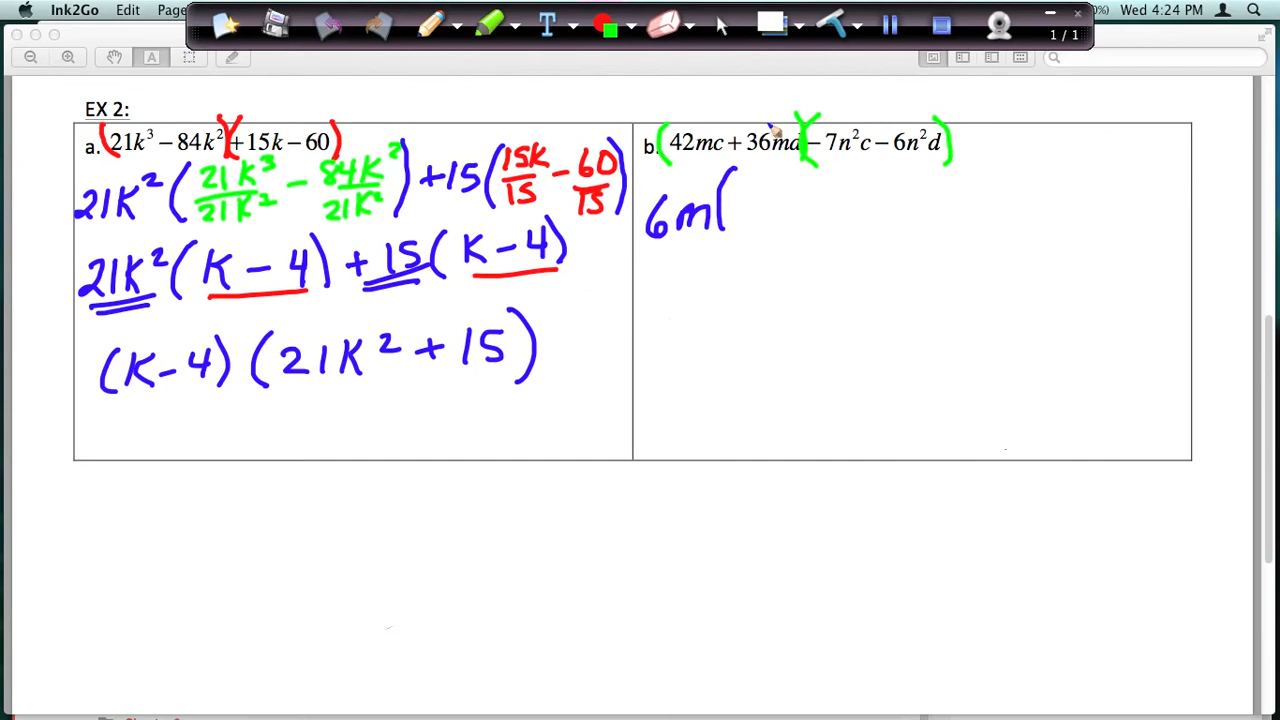 Ink2Go Edit Page 0%) Wed 4:24 PM
T
1 / 1
A
EX 2:
a. (21k³ − 84k²)(+15k − 60)
21K² (21K³/21K² − 84K²/21K²) + 15 (15K/15 − 60/15)
21K² (K − 4) + 15 (K − 4)
(K − 4) (21K² + 15)
b. (42mc + 36md)(− 7n²c − 6n²d)
6m(